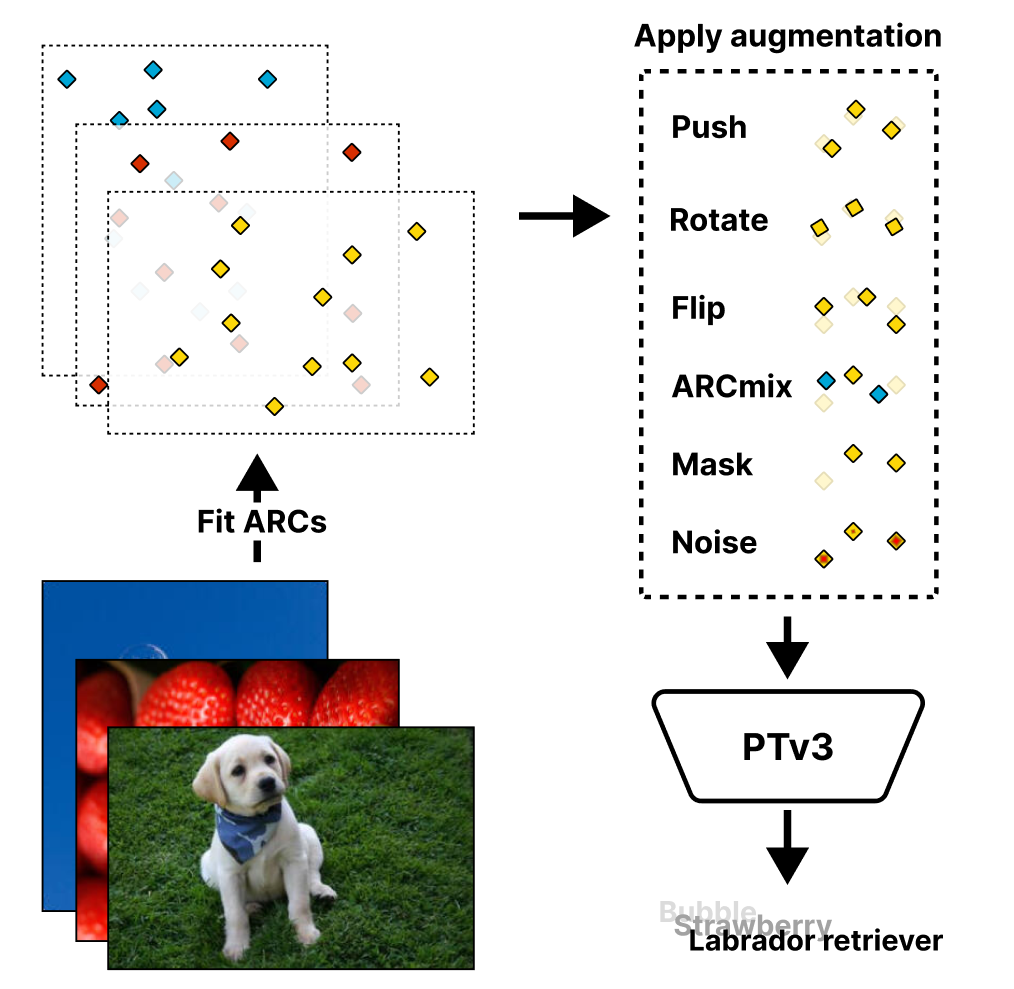 Apply augmentation
Push
Rotate
Flip
ARCmix
Mask
Noise
Fit ARCs
PTv3
Bubble
Strawberry
Labrador retriever